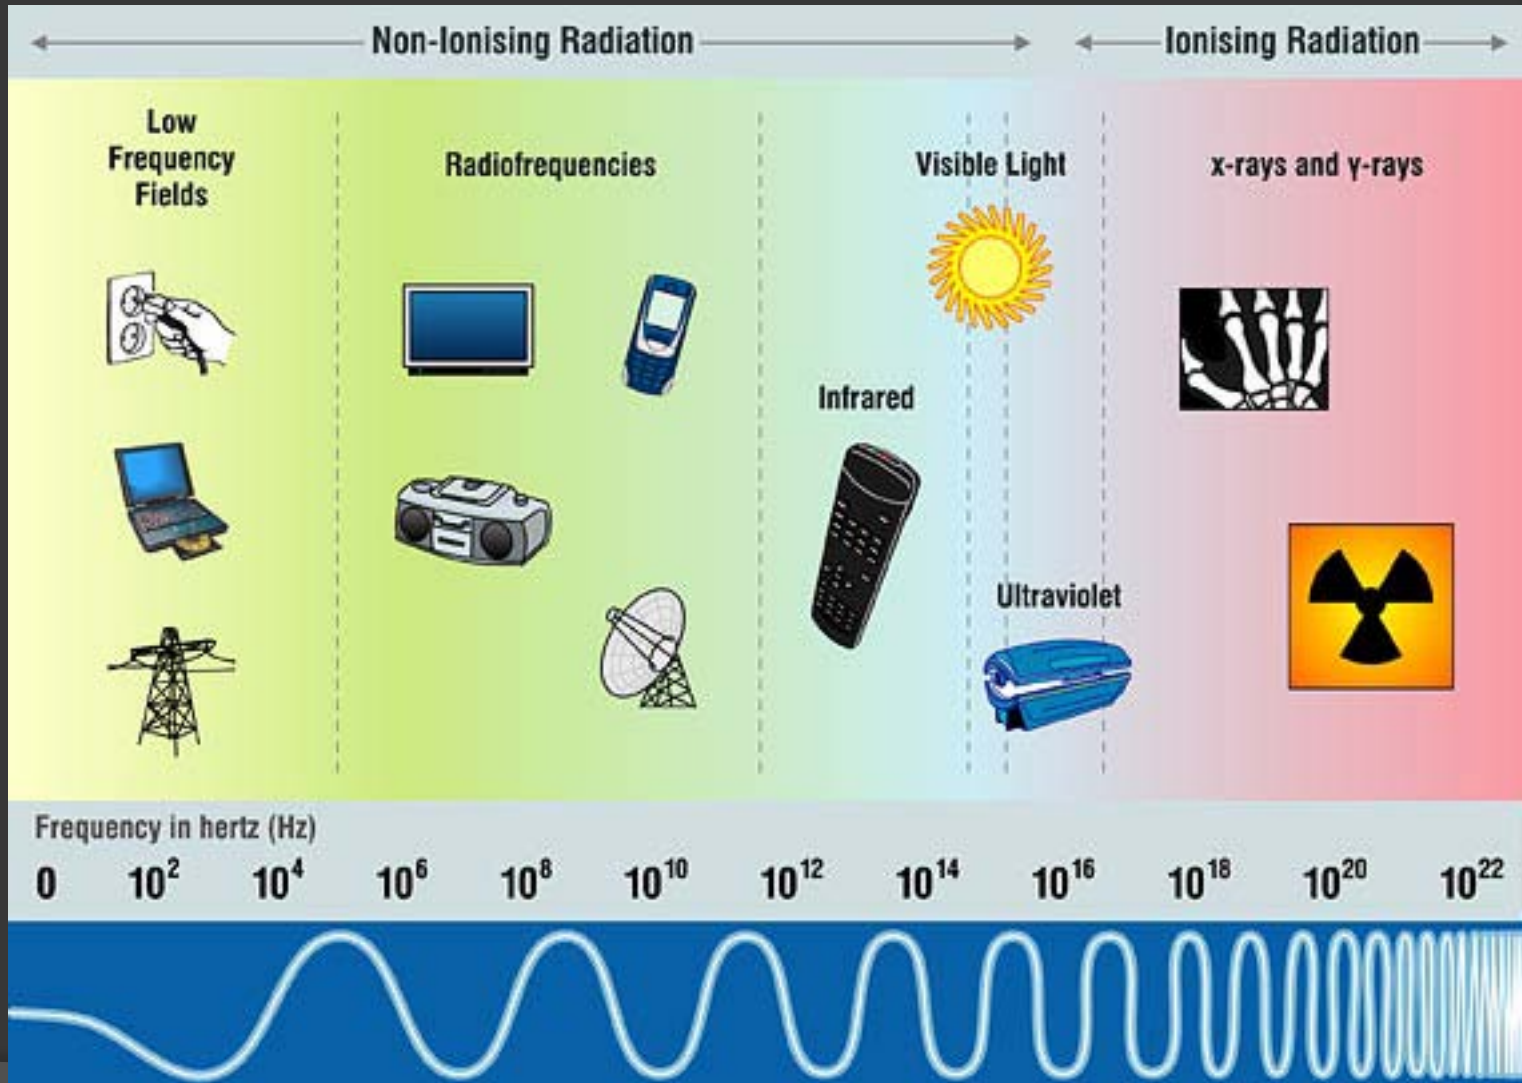 Non-Ionising Radiation
Ionising Radiation
Low
Frequency
Fields
Radiofrequencies
Visible Light
x-rays and γ-rays
Infrared
Ultraviolet
Frequency in hertz (Hz)
0 10² 10⁴ 10⁶ 10⁸ 10¹⁰ 10¹² 10¹⁴ 10¹⁶ 10¹⁸ 10²⁰ 10²²